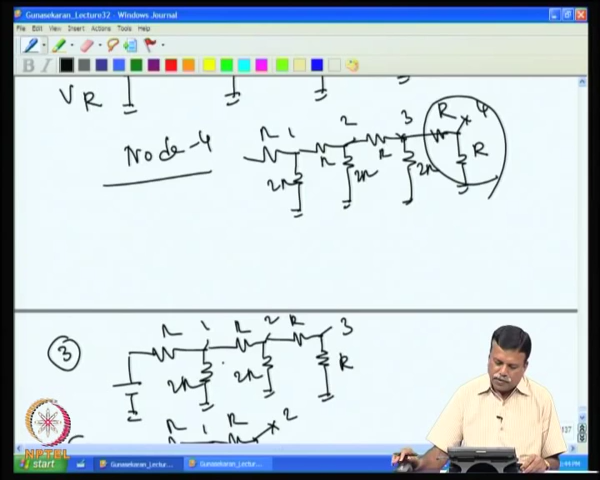 Gunasekaran_Lecture32 - Windows Journal
File Edit View Insert Actions Tools Help
B I
VR
Node-4
R 1 R 2 R 3 R 4
2R 2R 2R R
3
R 1 R 2 R 3
2R 2R R
R 1 R 2
NPTEL
start Gunasekaran_Lectur... Gunasekaran_Lectur...